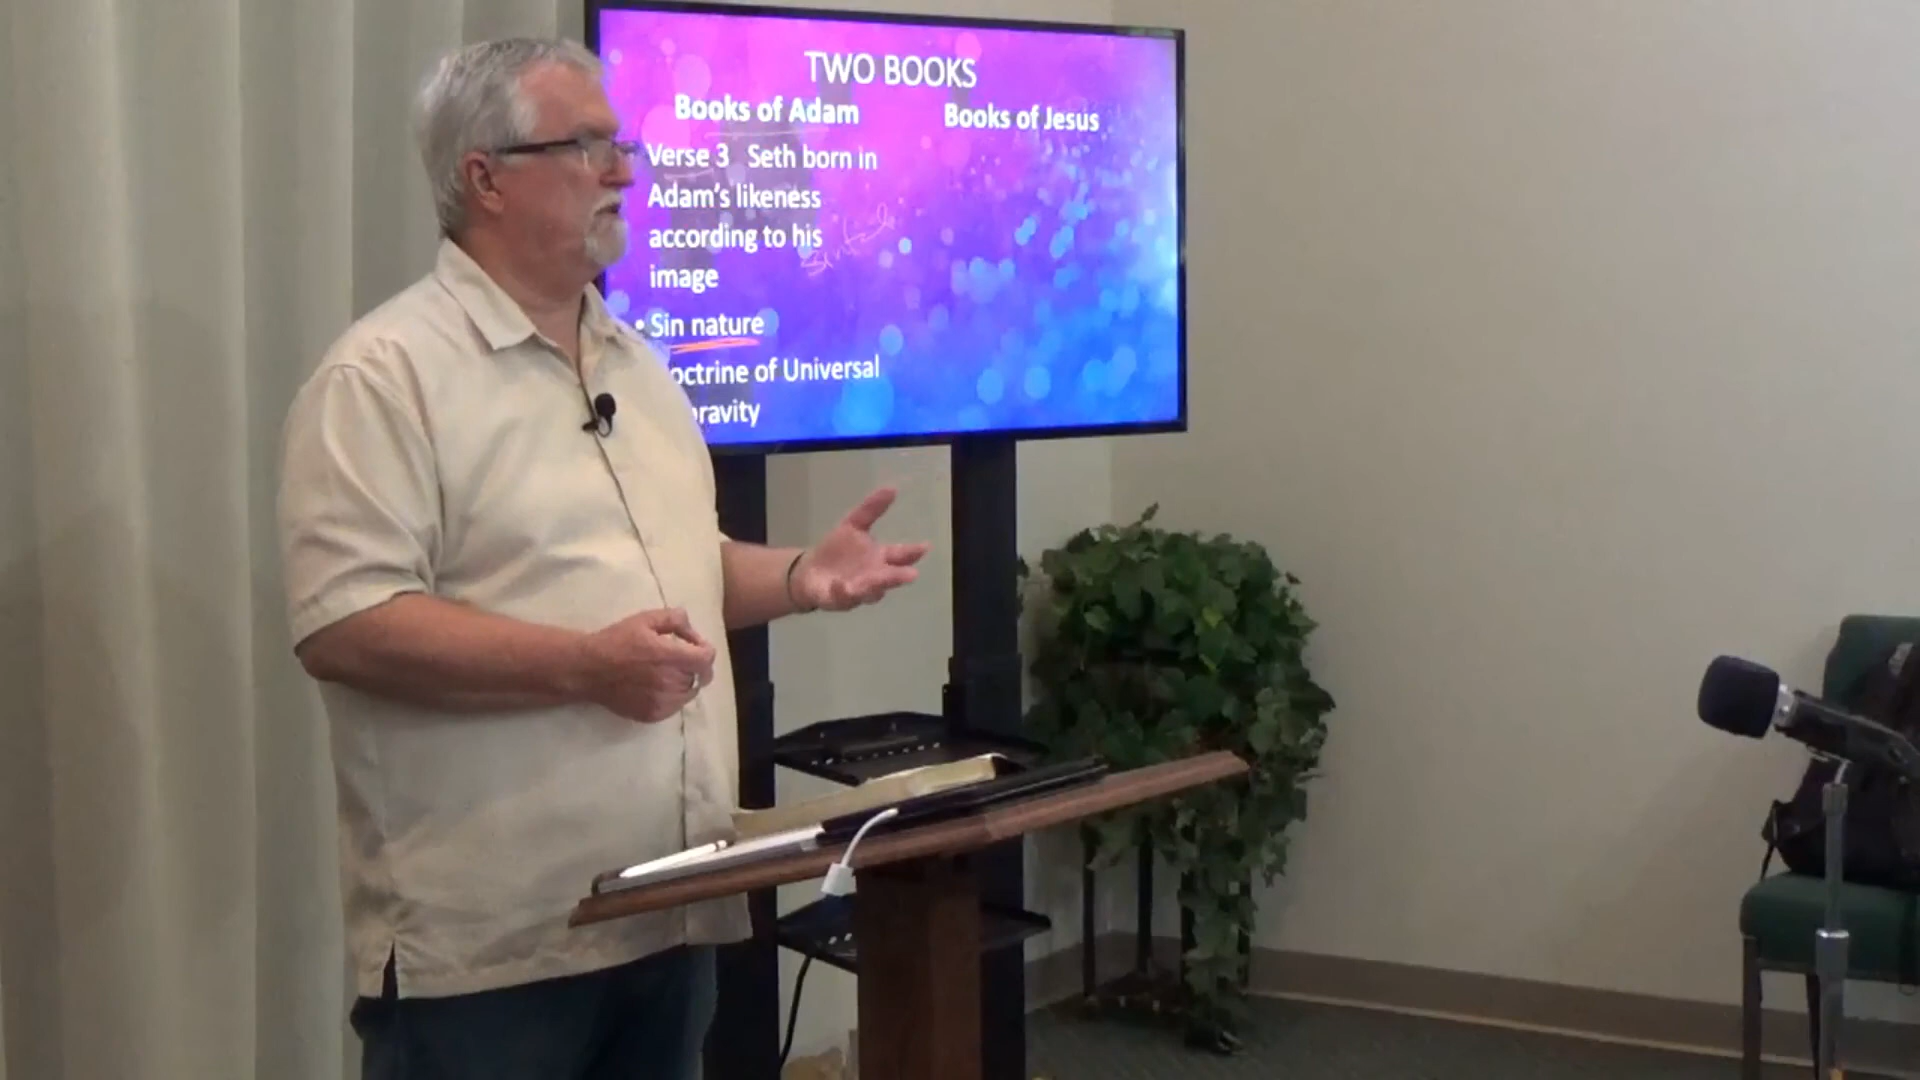 TWO BOOKS
Books of Adam
Verse 3 Seth born in
Adam's likeness
according to his
image
• Sin nature
octrine of Universal
ravity
Books of Jesus